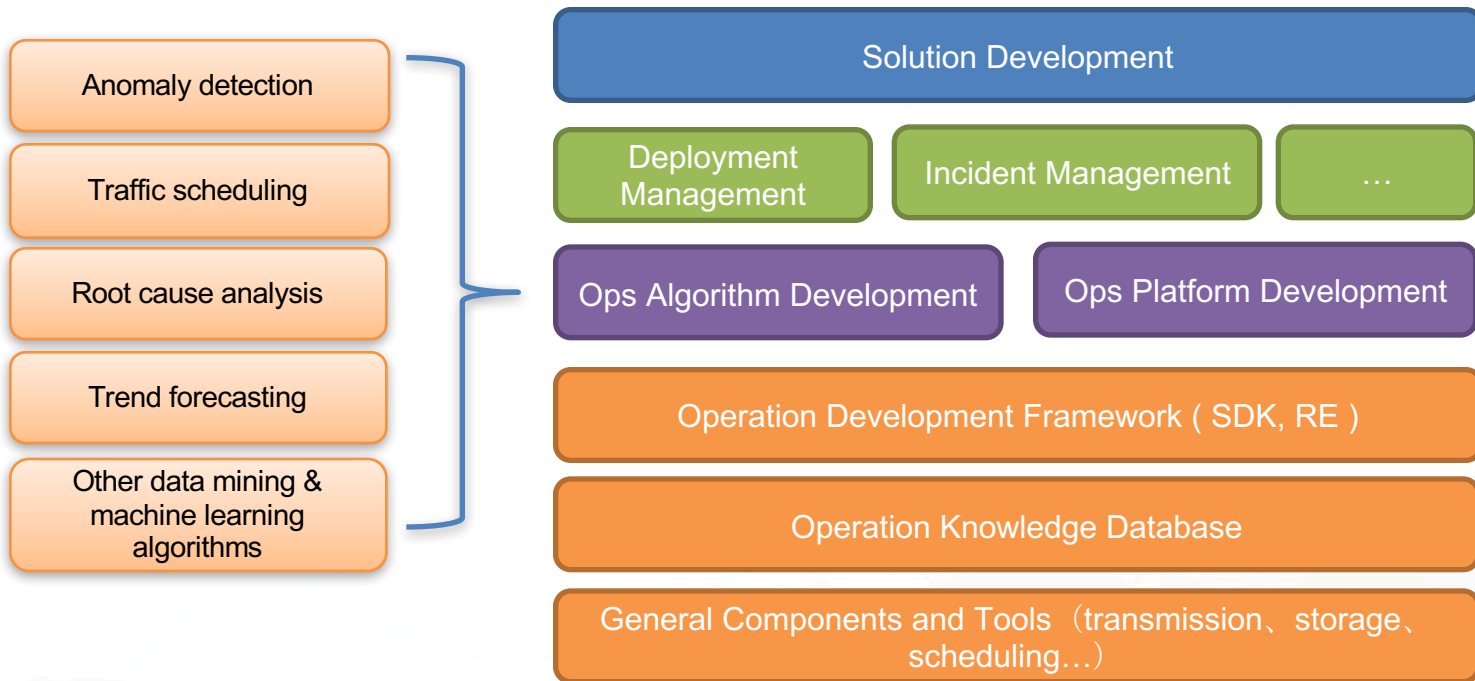 Anomaly detection
Traffic scheduling
Root cause analysis
Trend forecasting
Other data mining &
machine learning
algorithms
Solution Development
Deployment
Management
Incident Management
…
Ops Algorithm Development
Ops Platform Development
Operation Development Framework ( SDK, RE )
Operation Knowledge Database
General Components and Tools（transmission、storage、
scheduling…）